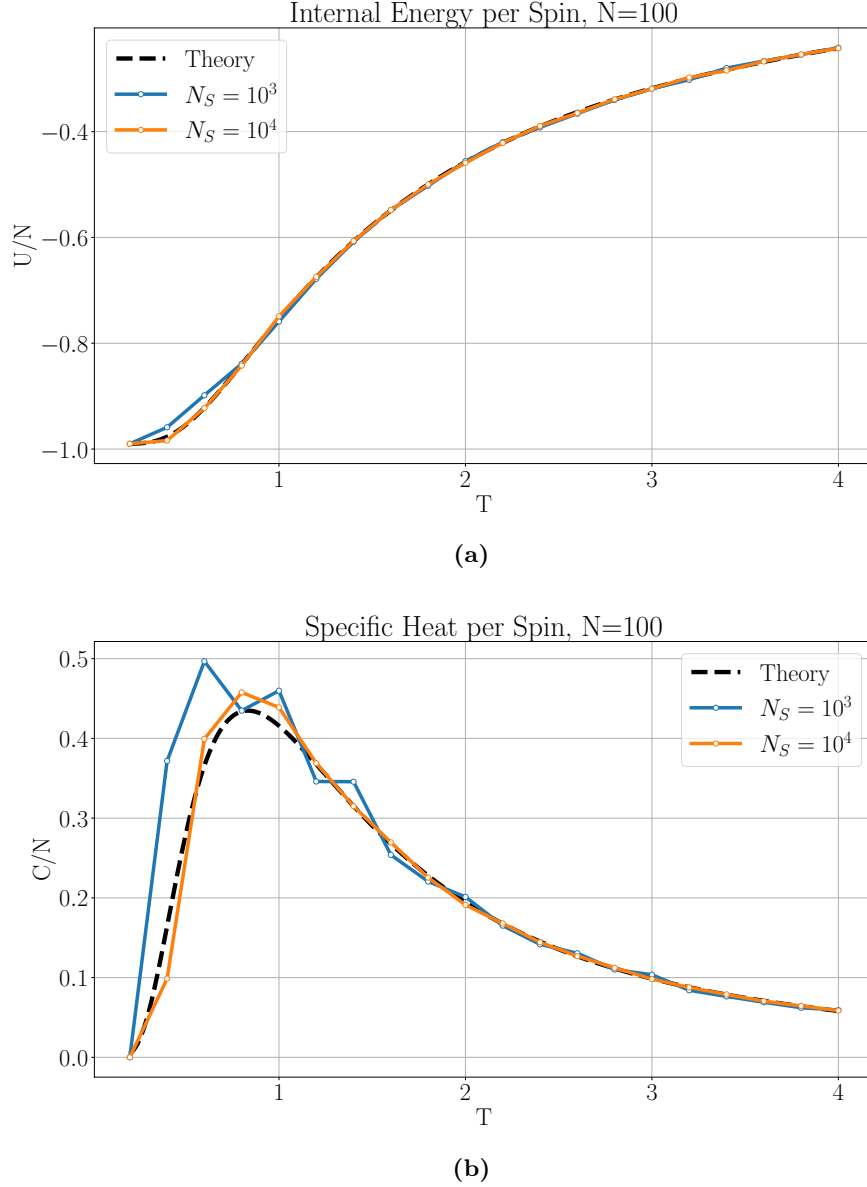 Internal Energy per Spin, N=100
Theory
N_S = 10^3
N_S = 10^4
U/N
−0.4
−0.6
−0.8
−1.0
1 2 3 4
T
(a)
Specific Heat per Spin, N=100
Theory
N_S = 10^3
N_S = 10^4
C/N
0.5
0.4
0.3
0.2
0.1
0.0
1 2 3 4
T
(b)